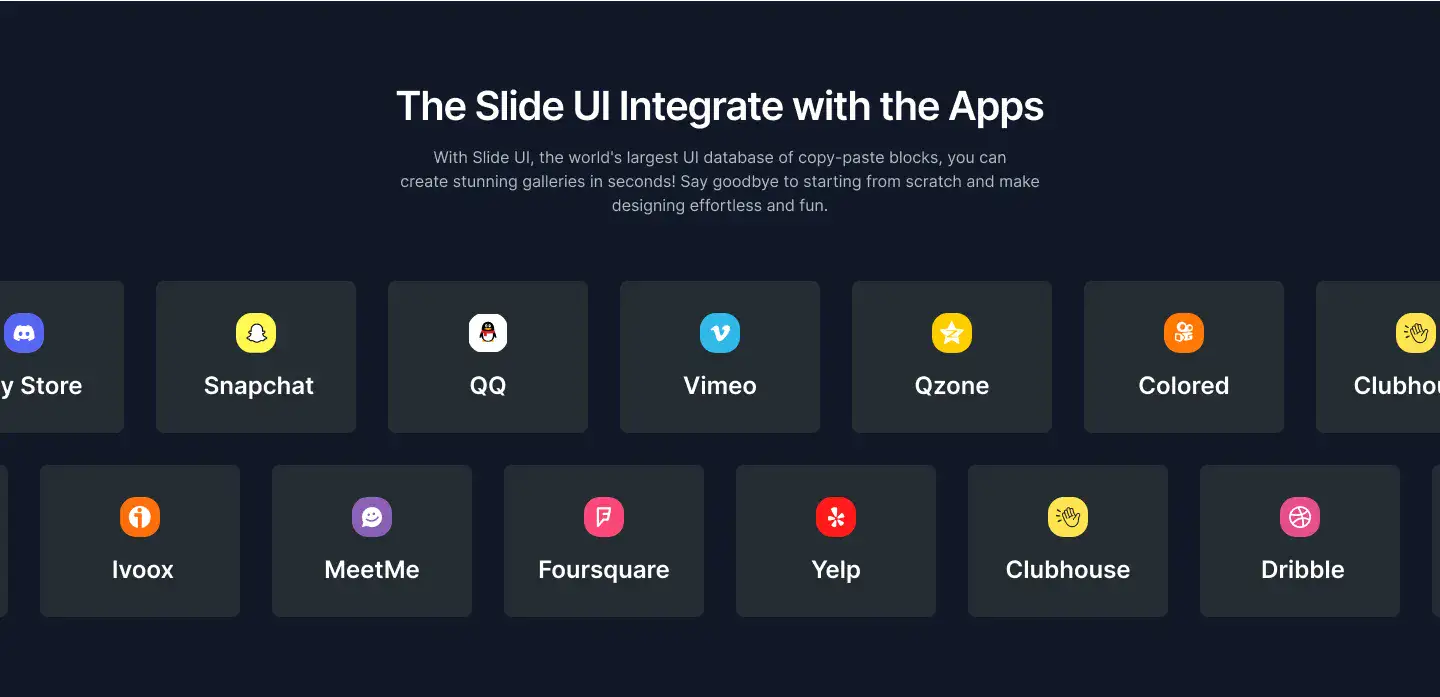 The Slide UI Integrate with the Apps
With Slide UI, the world's largest UI database of copy-paste blocks, you can
create stunning galleries in seconds! Say goodbye to starting from scratch and make
designing effortless and fun.
y Store
Snapchat
QQ
Vimeo
Qzone
Colored
Clubhou
Ivoox
MeetMe
Foursquare
Yelp
Clubhouse
Dribble